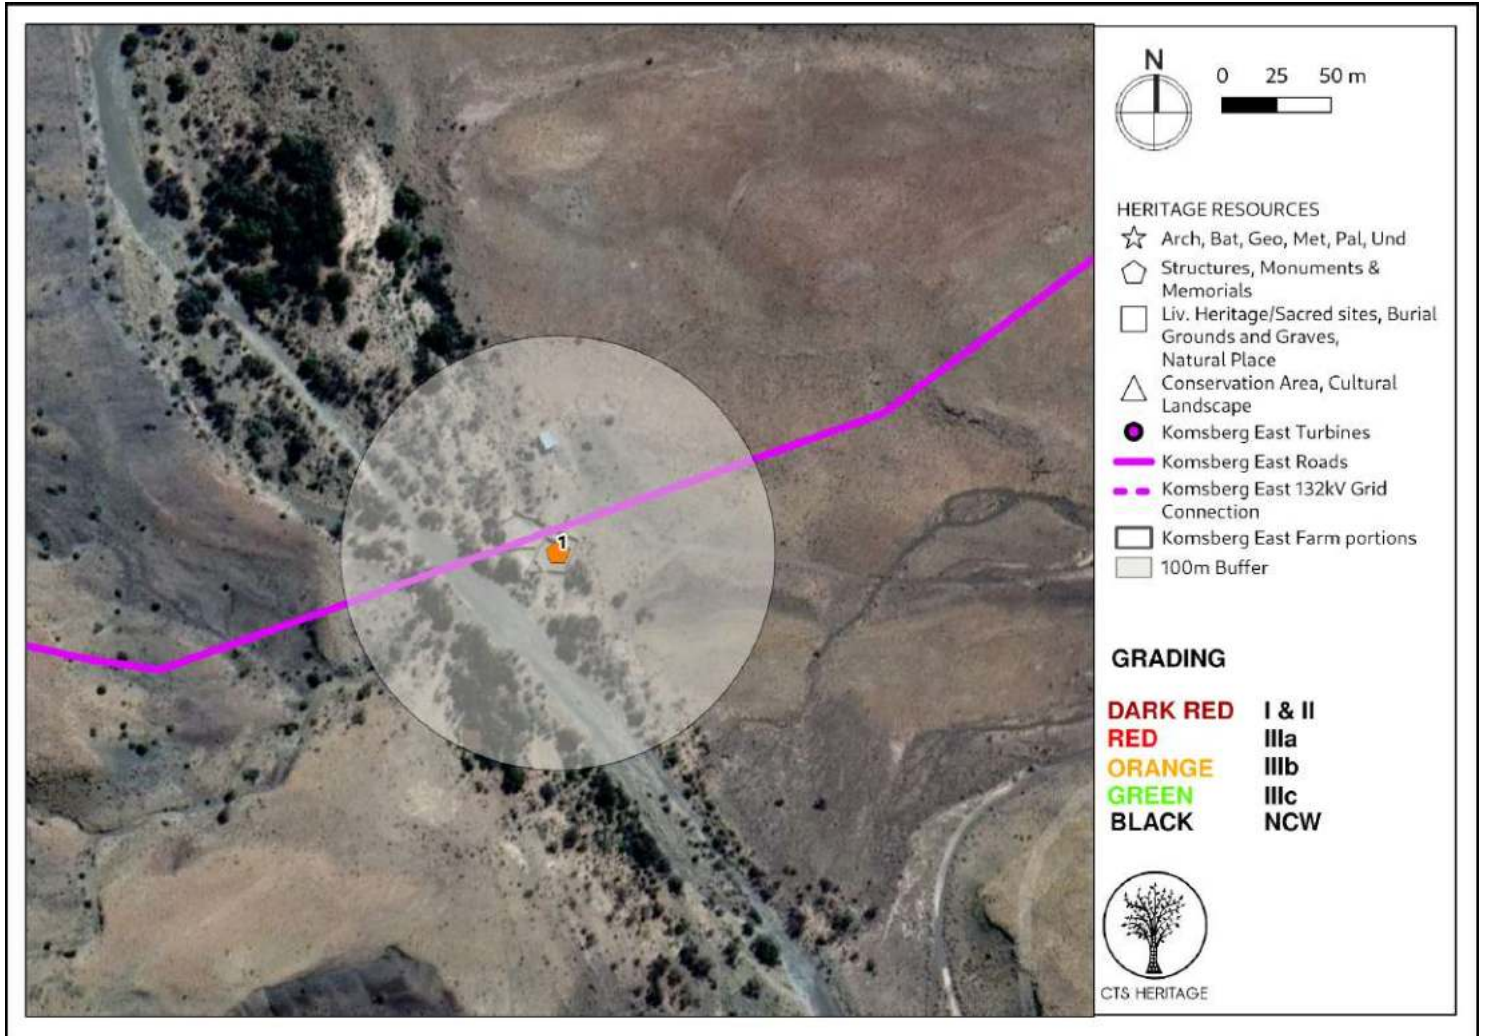 1
N
0 25 50 m
HERITAGE RESOURCES
Arch, Bat, Geo, Met, Pal, Und
Structures, Monuments &
Memorials
Liv. Heritage/Sacred sites, Burial
Grounds and Graves,
Natural Place
Conservation Area, Cultural
Landscape
Komsberg East Turbines
Komsberg East Roads
Komsberg East 132kV Grid
Connection
Komsberg East Farm portions
100m Buffer
GRADING
DARK RED I & II
RED IIIa
ORANGE IIIb
GREEN IIIc
BLACK NCW
CTS HERITAGE